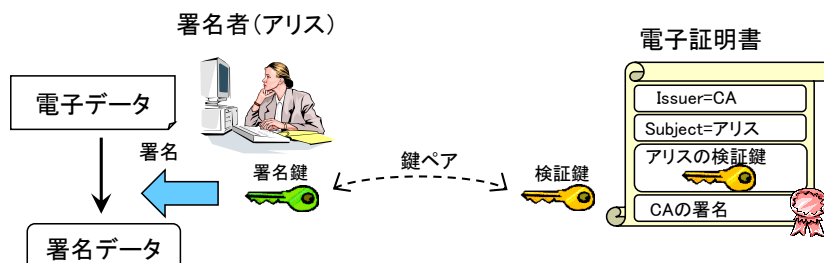 署名者(アリス)
電子データ
署名
署名データ
署名鍵
鍵ペア
検証鍵
電子証明書
Issuer=CA
Subject=アリス
アリスの検証鍵
CAの署名